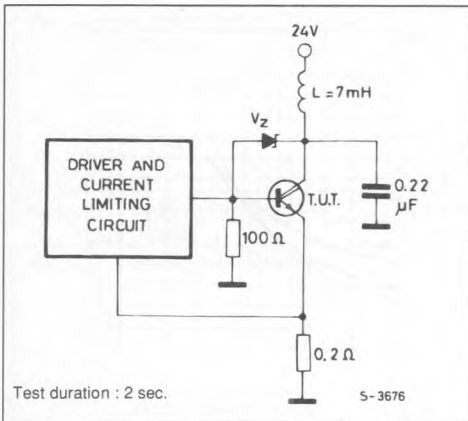 24V
L = 7mH
Vz
DRIVER AND
CURRENT
LIMITING
CIRCUIT
T.U.T.
0.22
μF
100 Ω
0.2 Ω
Test duration : 2 sec.
S-3676